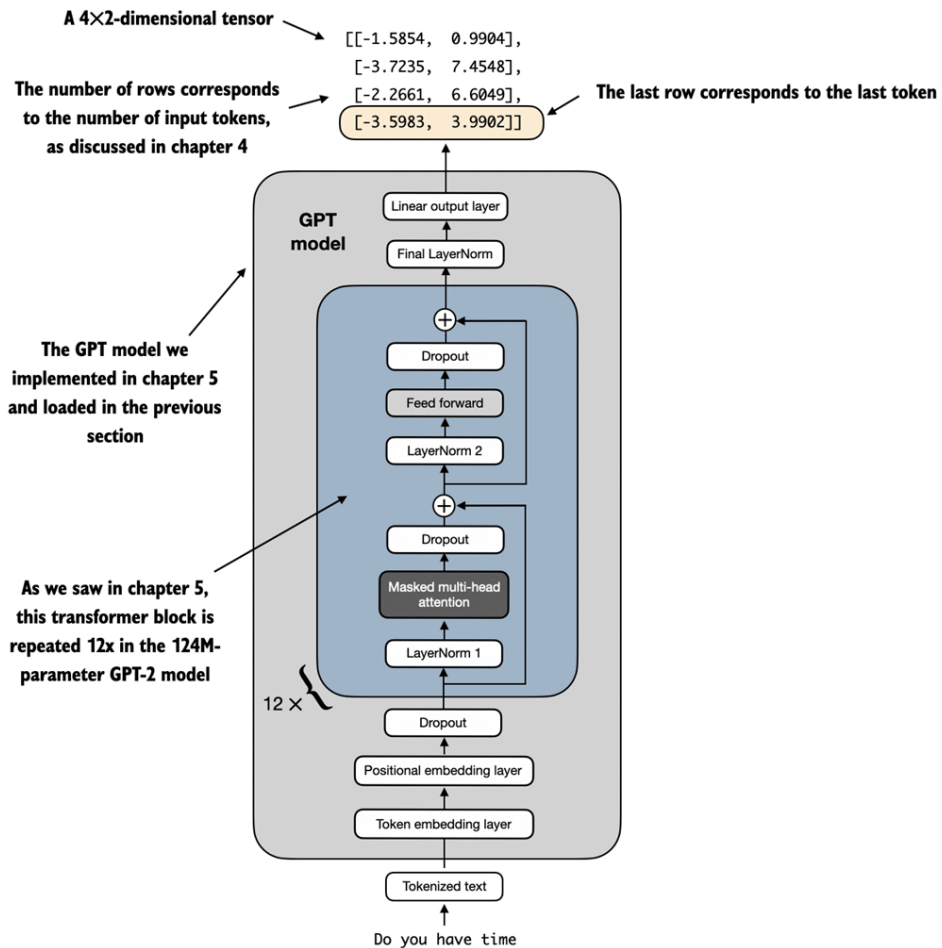 A 4×2-dimensional tensor
[[-1.5854,  0.9904],
[-3.7235,  7.4548],
[-2.2661,  6.6049],
[-3.5983,  3.9902]]
The number of rows corresponds
to the number of input tokens,
as discussed in chapter 4
The last row corresponds to the last token
GPT
model
Linear output layer
Final LayerNorm
The GPT model we
implemented in chapter 5
and loaded in the previous
section
Dropout
Feed forward
LayerNorm 2
Dropout
Masked multi-head
attention
LayerNorm 1
As we saw in chapter 5,
this transformer block is
repeated 12x in the 124M-
parameter GPT-2 model
12 ×
Dropout
Positional embedding layer
Token embedding layer
Tokenized text
Do you have time